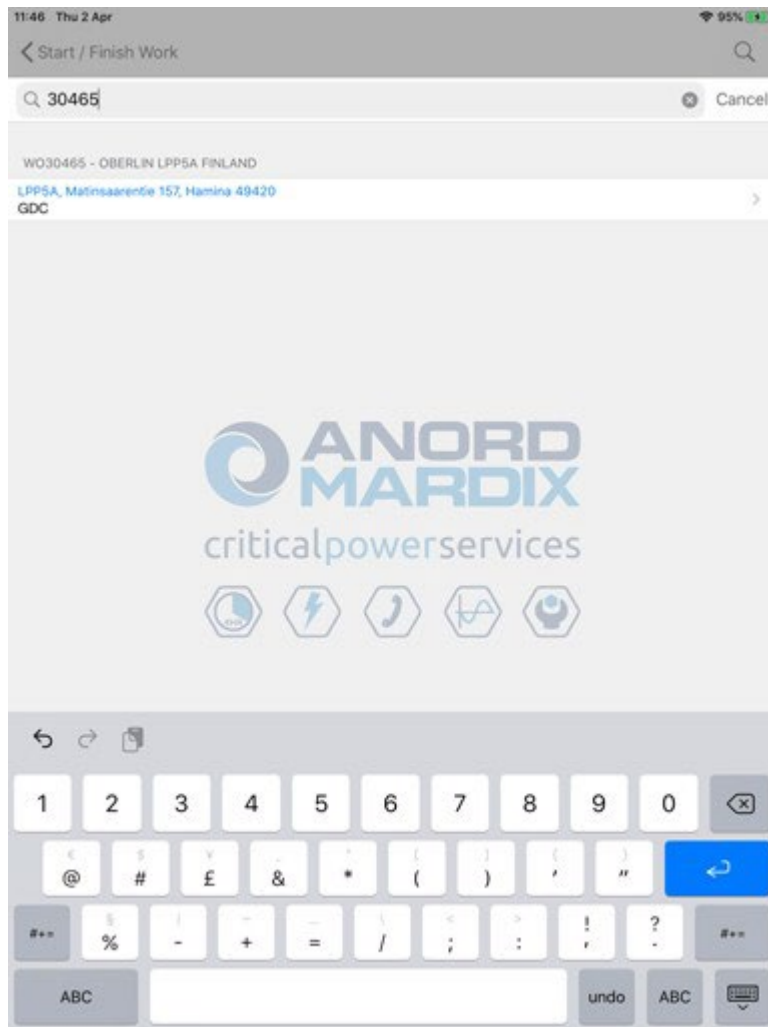 11:46 Thu 2 Apr 95%
Start / Finish Work
30465 Cancel
WO30465 - OBERLIN LPP5A FINLAND
LPP5A, Matinsaarentie 157, Hamina 49420
GDC
ANORD
MARDIX
criticalpowerservices
1 2 3 4 5 6 7 8 9 0
@ # £ & * ( ) ' "
#+= % - + = / ; : ! , ? . #+=
ABC undo ABC